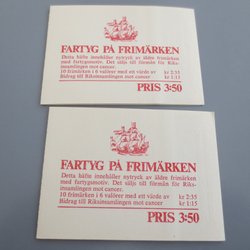 FARTYG PÅ FRIMÄRKEN
Detta häfte innehåller nytryck av äldre frimärken
med fartygsmotiv. Det säljs till förmån för Riks-
insamlingen mot cancer.
10 frimärken i 6 valörer med ett värde av kr 2:35
Bidrag till Riksinsamlingen mot cancer kr 1:15
PRIS 3:50
FARTYG PÅ FRIMÄRKEN
Detta häfte innehåller nytryck av äldre frimärken
med fartygsmotiv. Det säljs till förmån för Riks-
insamlingen mot cancer.
10 frimärken i 6 valörer med ett värde av kr 2:35
Bidrag till Riksinsamlingen mot cancer kr 1:15
PRIS 3:50